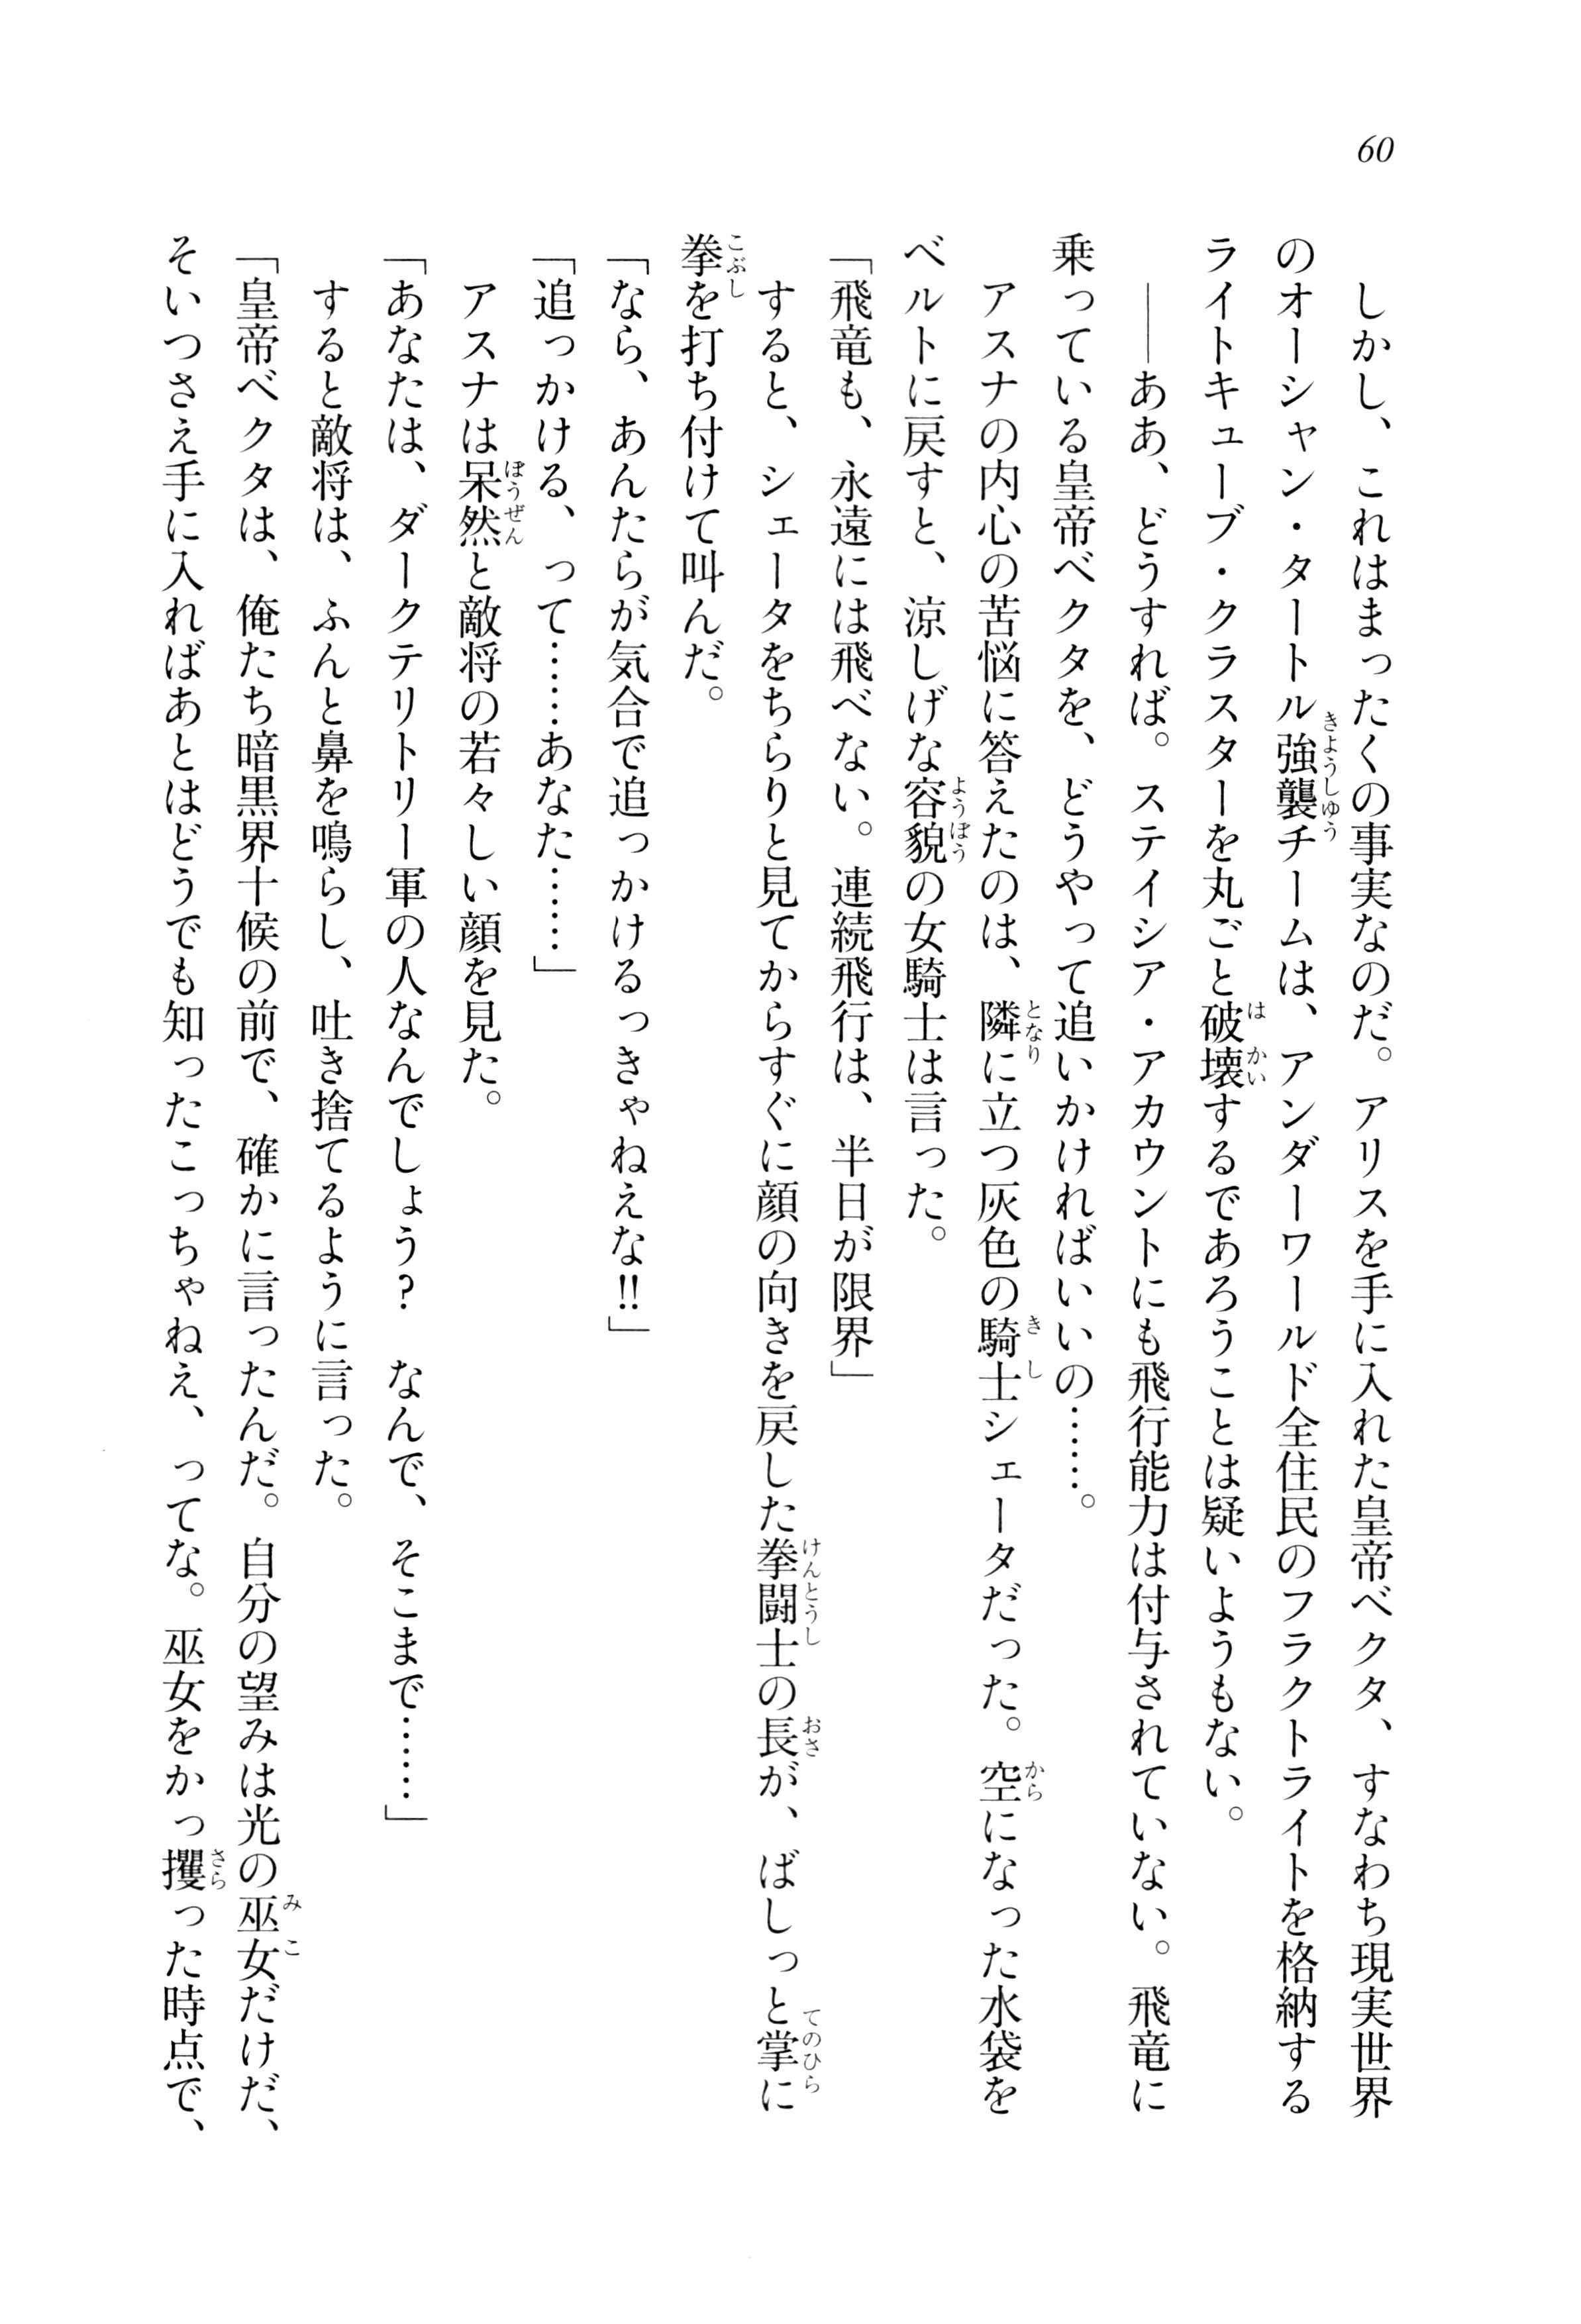 60
しかし、これはまったくの事実なのだ。アリスを手に入れた皇帝ベクタ、すなわち現実世界
のオーシャン・タートル強襲チームは、アンダーワールド全住民のフラクトライトを格納する
ライトキューブ・クラスターを丸ごと破壊するであろうことは疑いようもない。
――ああ、どうすれば。ステイシア・アカウントにも飛行能力は付与されていない。飛竜に
乗っている皇帝ベクタを、どうやって追いかければいいの……。
アスナの内心の苦悩に答えたのは、隣に立つ灰色の騎士シェータだった。空になった水袋を
ベルトに戻すと、涼しげな容貌の女騎士は言った。
「飛竜も、永遠には飛べない。連続飛行は、半日が限界」
すると、シェータをちらりと見てからすぐに顔の向きを戻した拳闘士の長が、ばしっと掌に
拳を打ち付けて叫んだ。
「なら、あんたらが気合で追っかけるっきゃねえな!!」
「追っかける、って……あなた……」
アスナは呆然と敵将の若々しい顔を見た。
「あなたは、ダークテリトリー軍の人なんでしょう?　なんで、そこまで……」
すると敵将は、ふんと鼻を鳴らし、吐き捨てるように言った。
「皇帝ベクタは、俺たち暗黒界十候の前で、確かに言ったんだ。自分の望みは光の巫女だけだ、
そいつさえ手に入ればあとはどうでも知ったこっちゃねえ、ってな。巫女をかっ攫った時点で、